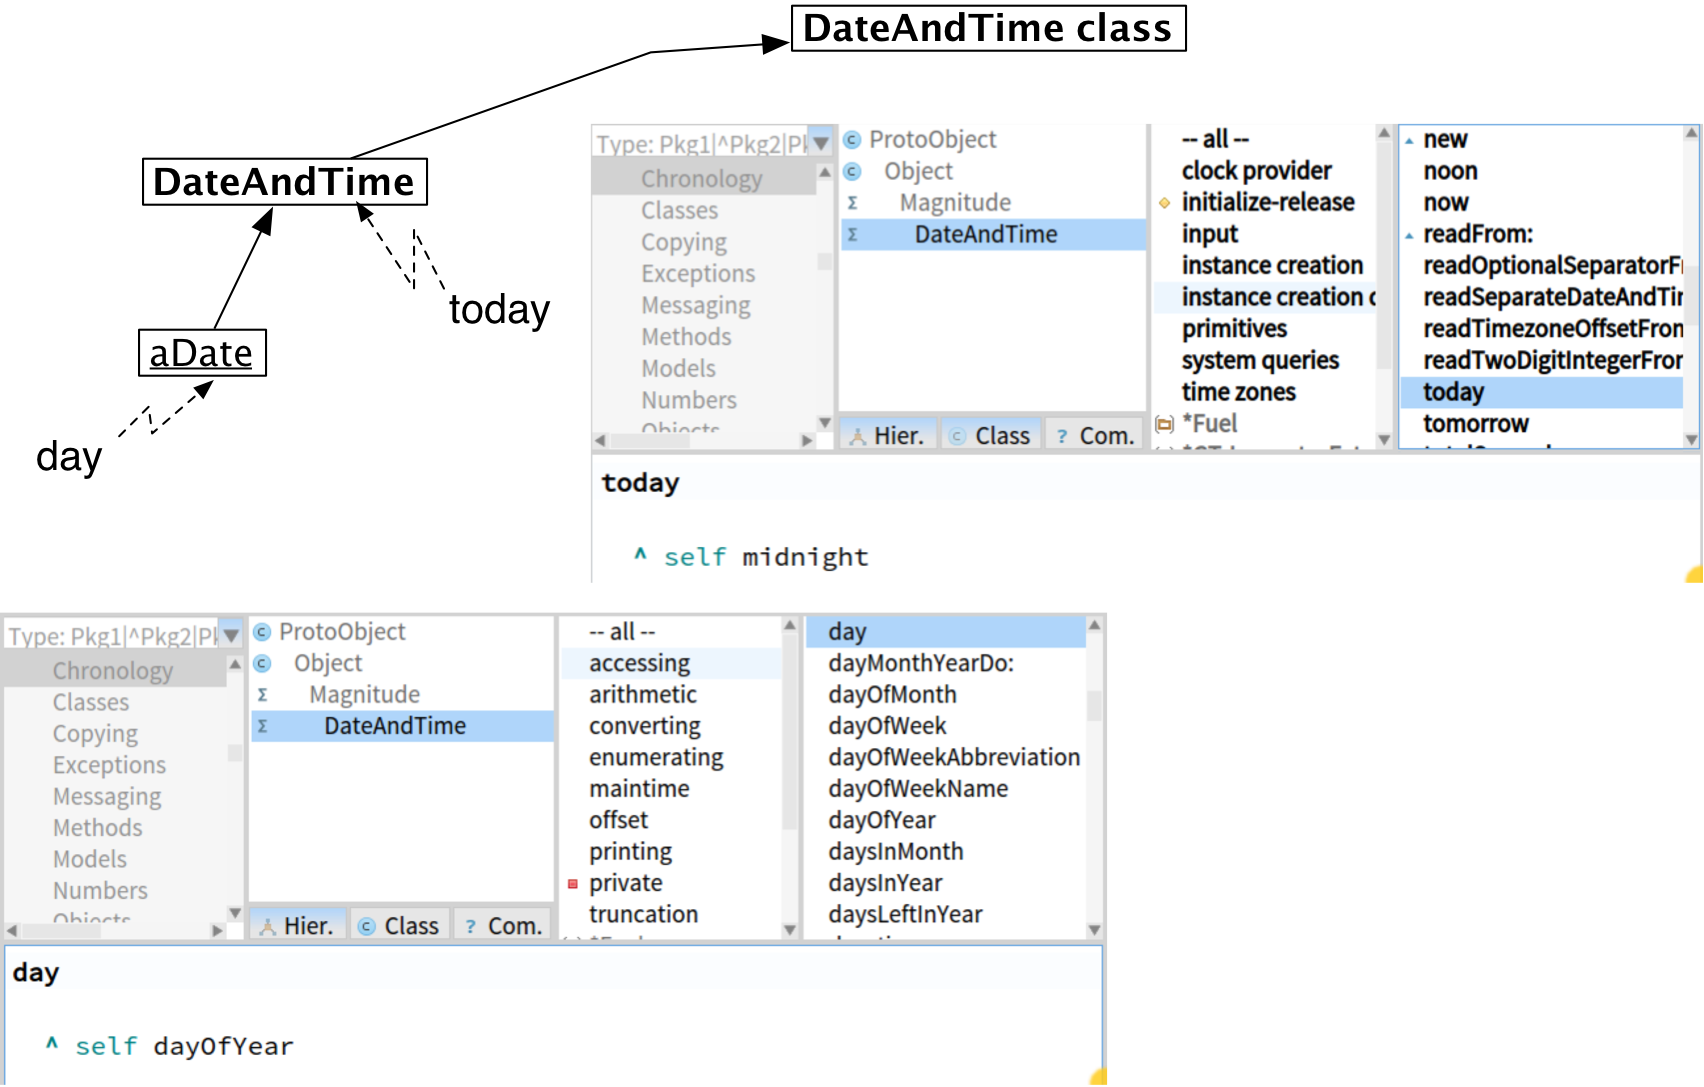 DateAndTime class
DateAndTime
today
aDate
day
Type: Pkg1|^Pkg2|Pk
Chronology
Classes
Copying
Exceptions
Messaging
Methods
Models
Numbers
Objects
ProtoObject
Object
Magnitude
DateAndTime
Hier.
Class
? Com.
-- all --
clock provider
initialize-release
input
instance creation
instance creation
primitives
system queries
time zones
*Fuel
new
noon
now
readFrom:
readOptionalSeparatorFr
readSeparateDateAndTim
readTimezoneOffsetFrom
readTwoDigitIntegerFror
today
tomorrow
today
^ self midnight
Type: Pkg1|^Pkg2|Pk
Chronology
Classes
Copying
Exceptions
Messaging
Methods
Models
Numbers
Objects
ProtoObject
Object
Magnitude
DateAndTime
Hier.
Class
? Com.
-- all --
accessing
arithmetic
converting
enumerating
maintime
offset
printing
private
truncation
day
dayMonthYearDo:
dayOfMonth
dayOfWeek
dayOfWeekAbbreviation
dayOfWeekName
dayOfYear
daysInMonth
daysInYear
daysLeftInYear
day
^ self dayOfYear